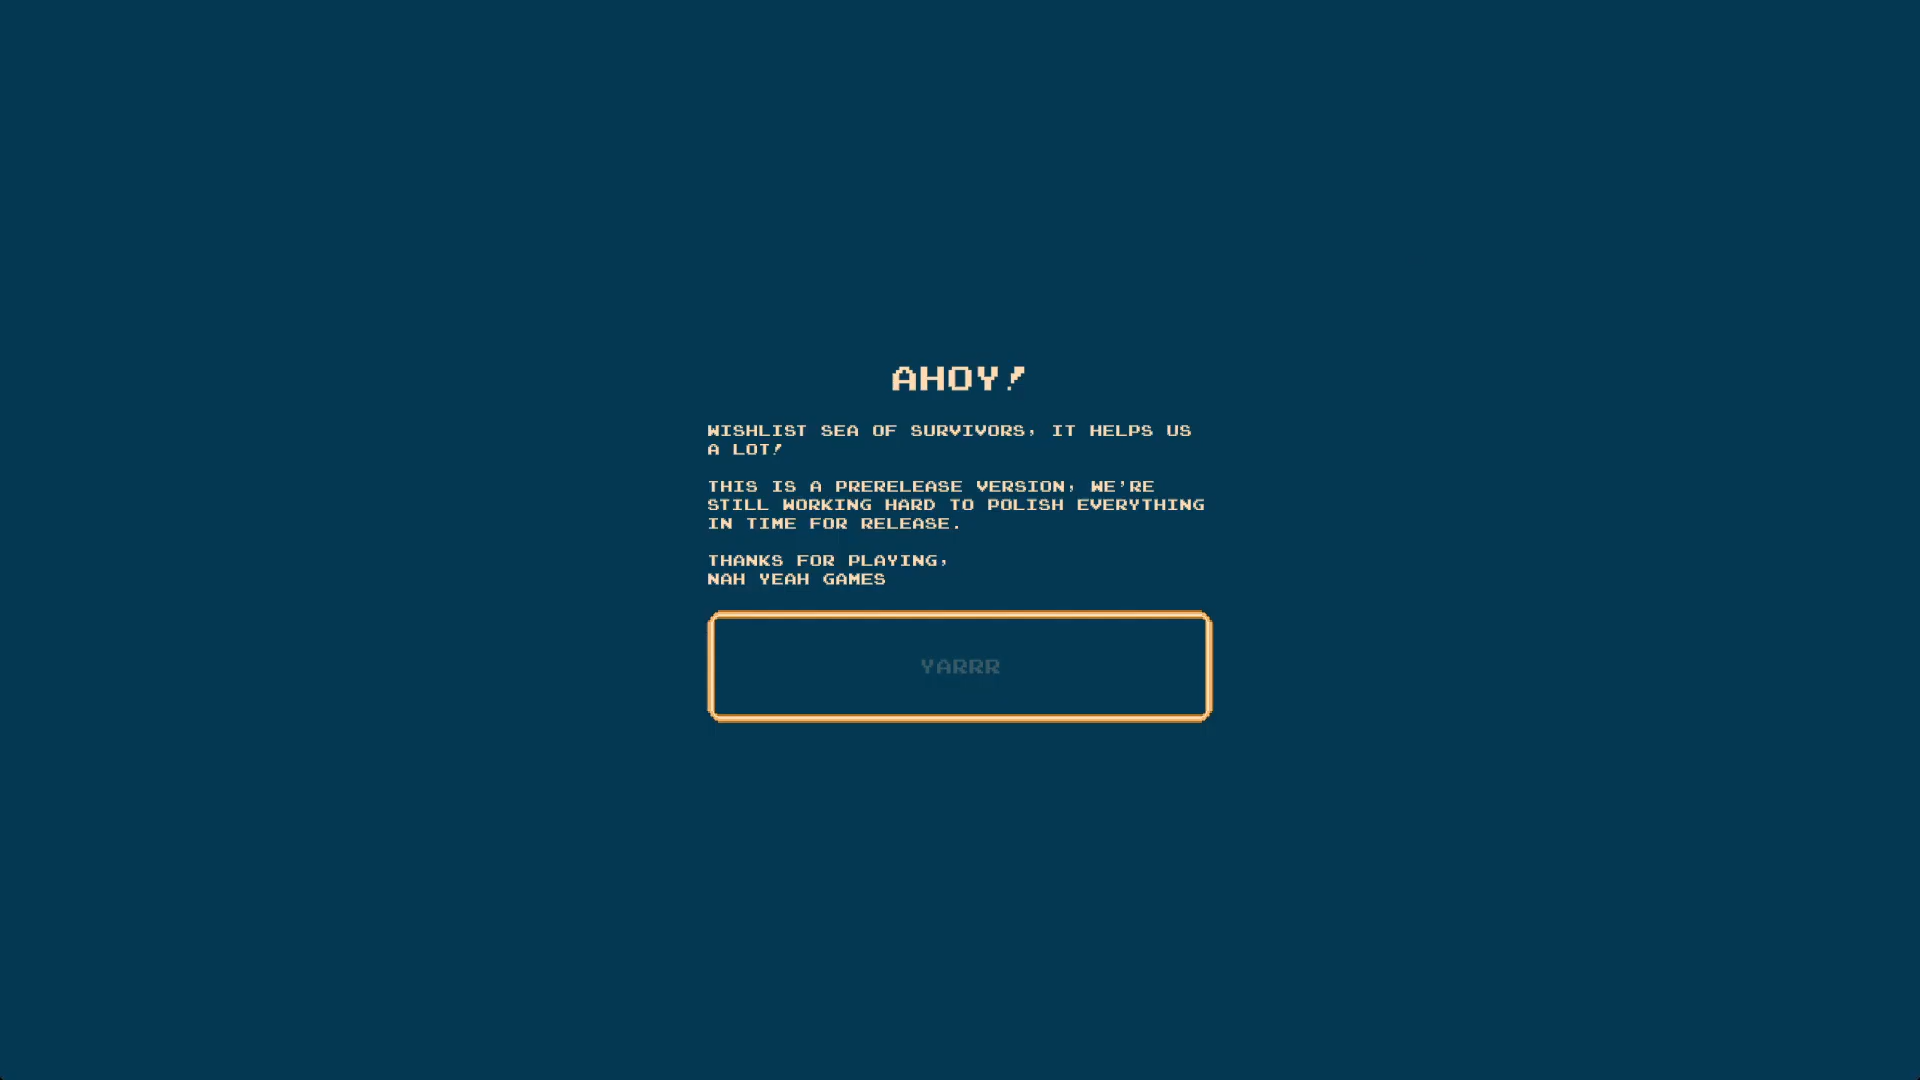 AHOY!
WISHLIST SEA OF SURVIVORS, IT HELPS US
A LOT!
THIS IS A PRERELEASE VERSION, WE'RE
STILL WORKING HARD TO POLISH EVERYTHING
IN TIME FOR RELEASE.
THANKS FOR PLAYING,
NAH YEAH GAMES
YARRR